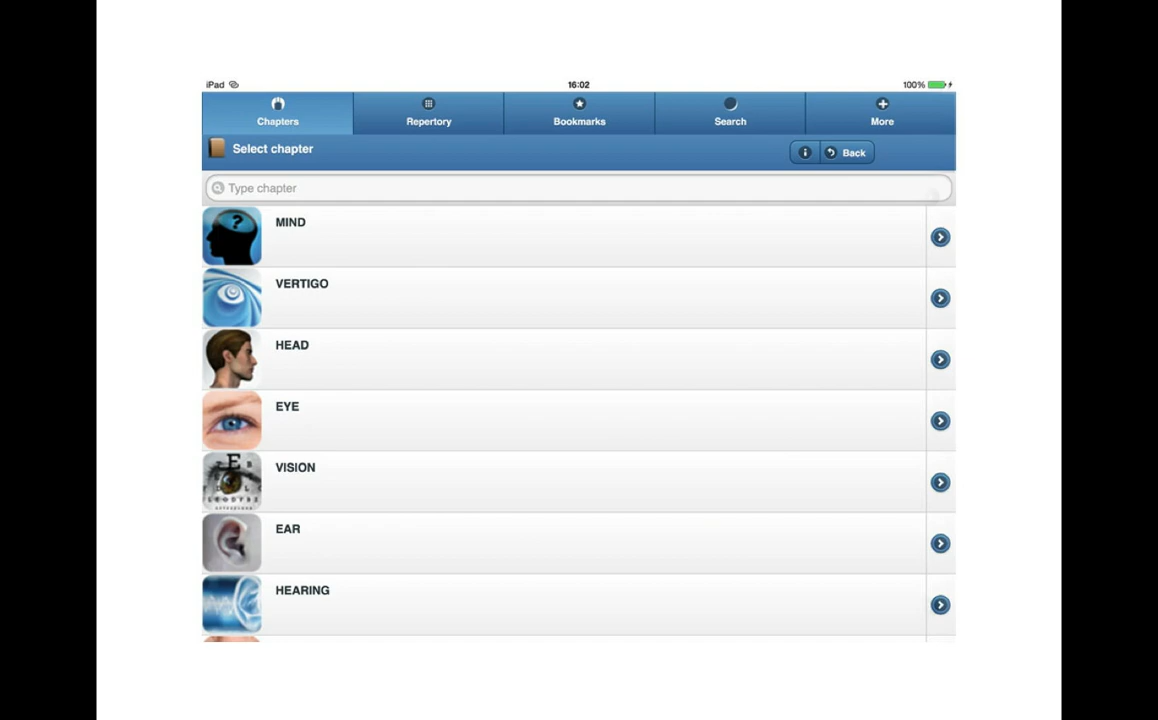 iPad 16:02 100%
Chapters Repertory Bookmarks Search More
Select chapter Back
Type chapter
MIND
VERTIGO
HEAD
EYE
VISION
EAR
HEARING